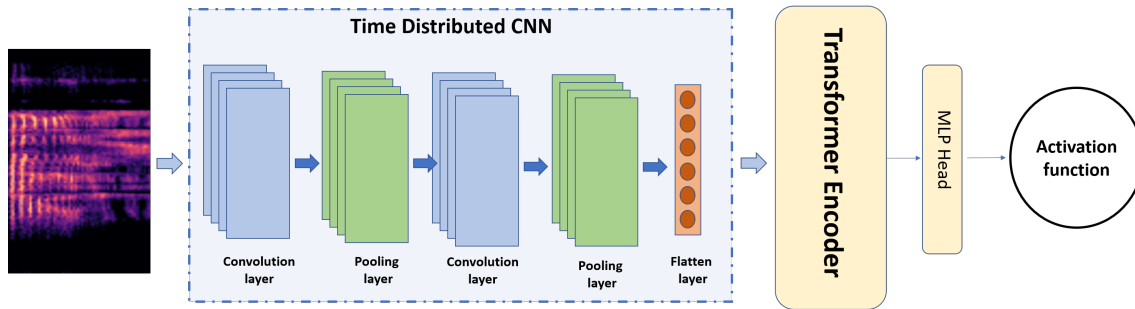 Time Distributed CNN
Convolution
layer
Pooling
layer
Convolution
layer
Pooling
layer
Flatten
layer
Transformer Encoder
MLP Head
Activation
function